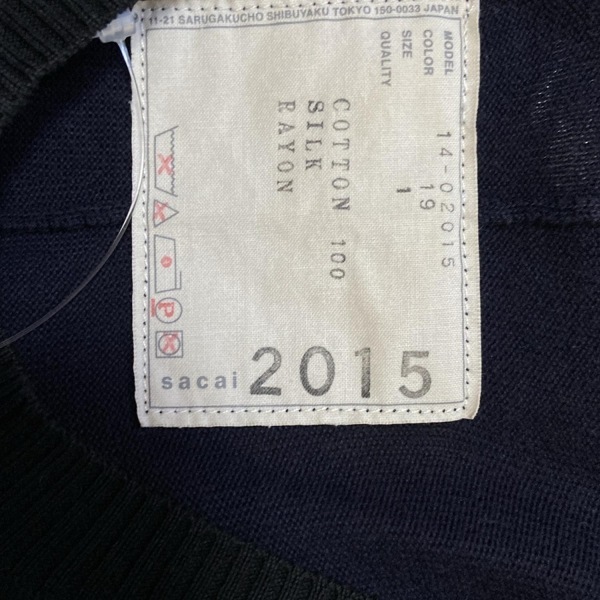 11-21 SARUGAKUCHO SHIBUYAKU TOKYO 150-0033 JAPAN
MODEL 14-02015
COLOR 19
SIZE 1
QUALITY
COTTON 100
SILK
RAYON
P
sacai 2015